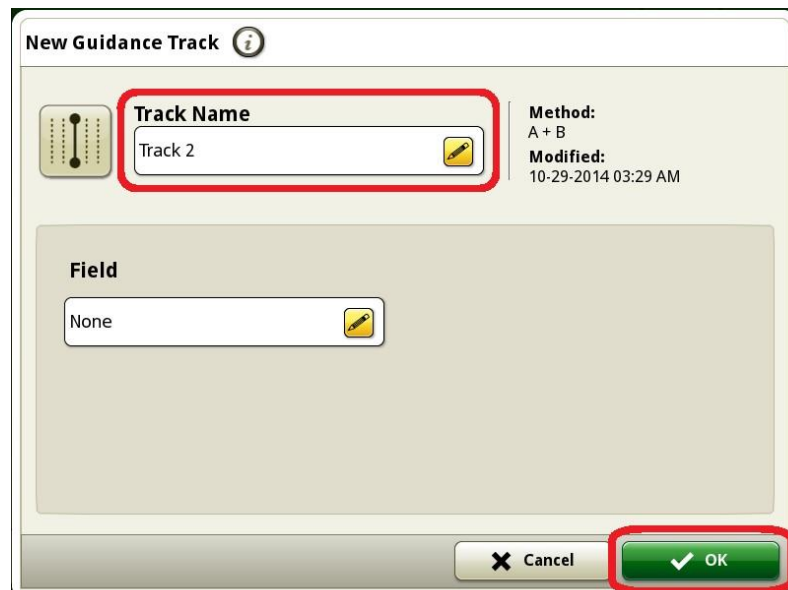 New Guidance Track
Track Name
Track 2
Method:
A + B
Modified:
10-29-2014 03:29 AM
Field
None
Cancel
OK